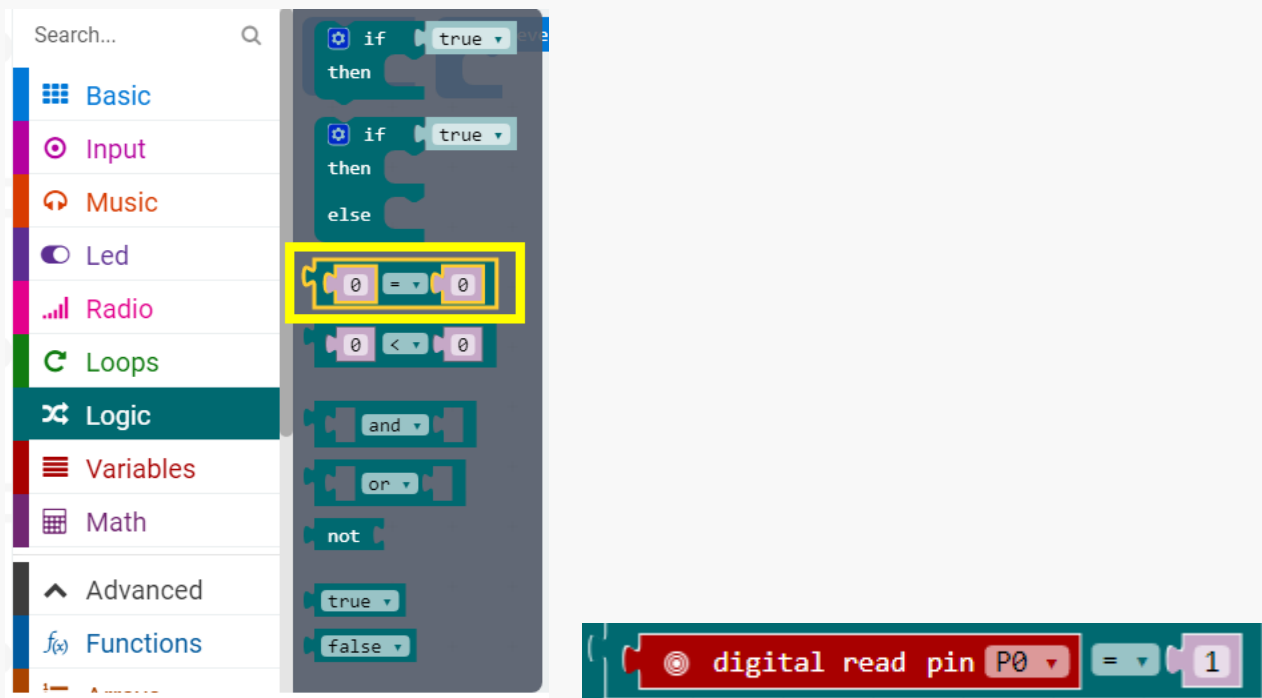 Search...
Basic
Input
Music
Led
Radio
Loops
Logic
Variables
Math
Advanced
f(x) Functions
if true
then
if true
then
else
0 = 0
0 < 0
and
or
not
true
false
digital read pin P0 = 1